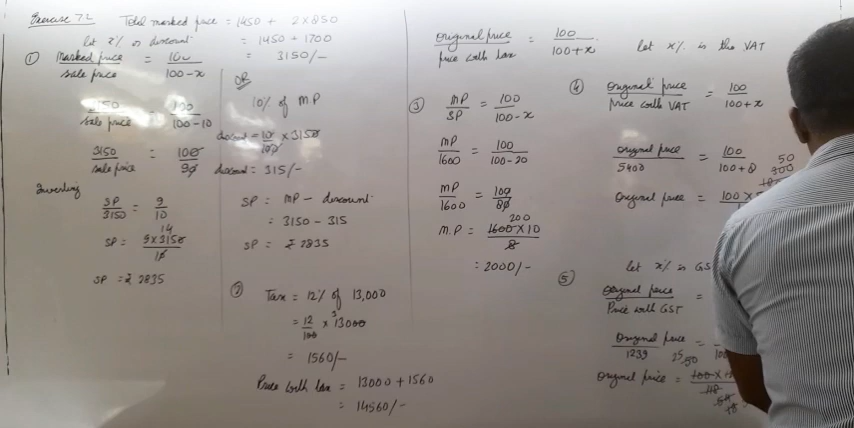 Exercise 7.2
Total marked price = 1450 + 2×850
let x% is discount = 1450 + 1700
= 3150/-
① Marked price / sale price = 100 / 100 - x
3150 / sale price = 100 / 100 - 10
3150 / sale price = 100 / 90
Inverting
SP / 3150 = 9 / 10
SP = 9 × 3150 / 10
SP = ₹ 2835
OR
10% of MP
discount = 10 / 100 × 3150
discount = 315/-
SP = MP - discount
= 3150 - 315
SP = ₹ 2835
② Tax = 12% of 13,000
= 12 / 100 × 13000
= 1560/-
Price with tax = 13000 + 1560
= 14560/-
original price / price with tax = 100 / 100 + x
③ MP / SP = 100 / 100 - x
MP / 1600 = 100 / 100 - 20
MP / 1600 = 100 / 80
M.P = 1600 × 10 / 8
200
= 2000/-
let x% is the VAT
④ original price / Price with VAT = 100 / 100 + x
original price / 5400 = 100 / 100 + 8
50
Original price = 100 ×
let x% is GS
⑤ Original price / Price with GST =
Original price / 1239 =
Original price = 100 ×